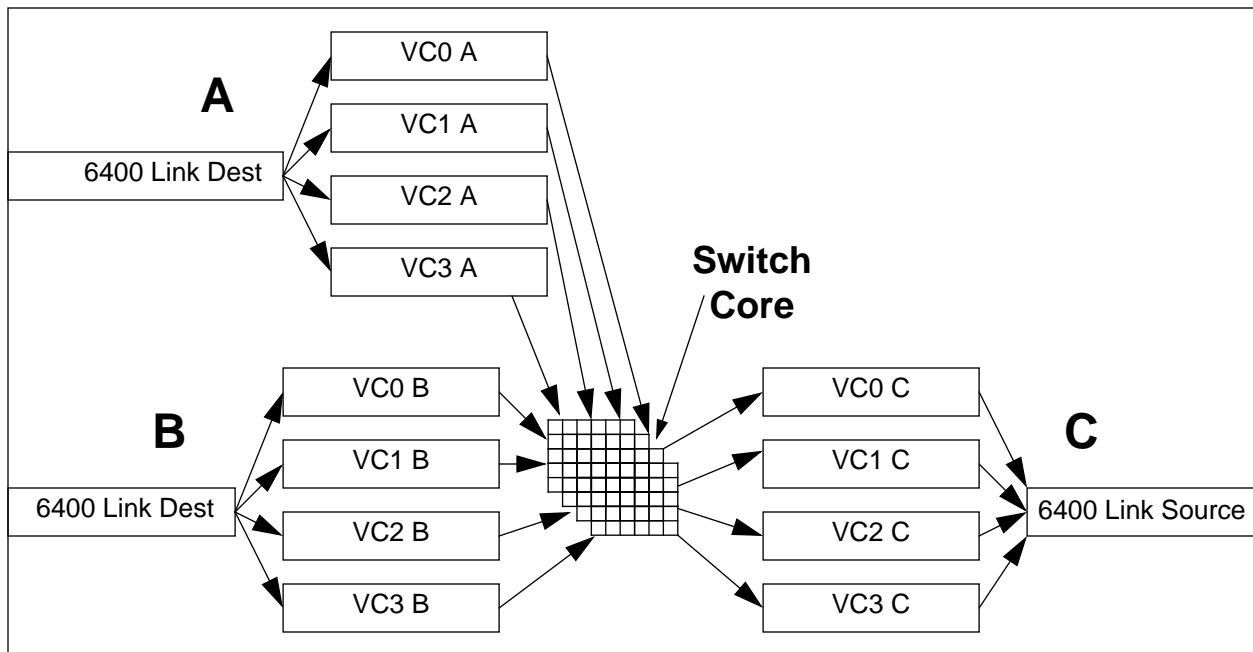 A
6400 Link Dest
VC0 A
VC1 A
VC2 A
VC3 A
Switch
Core
B
6400 Link Dest
VC0 B
VC1 B
VC2 B
VC3 B
VC0 C
VC1 C
VC2 C
VC3 C
C
6400 Link Source